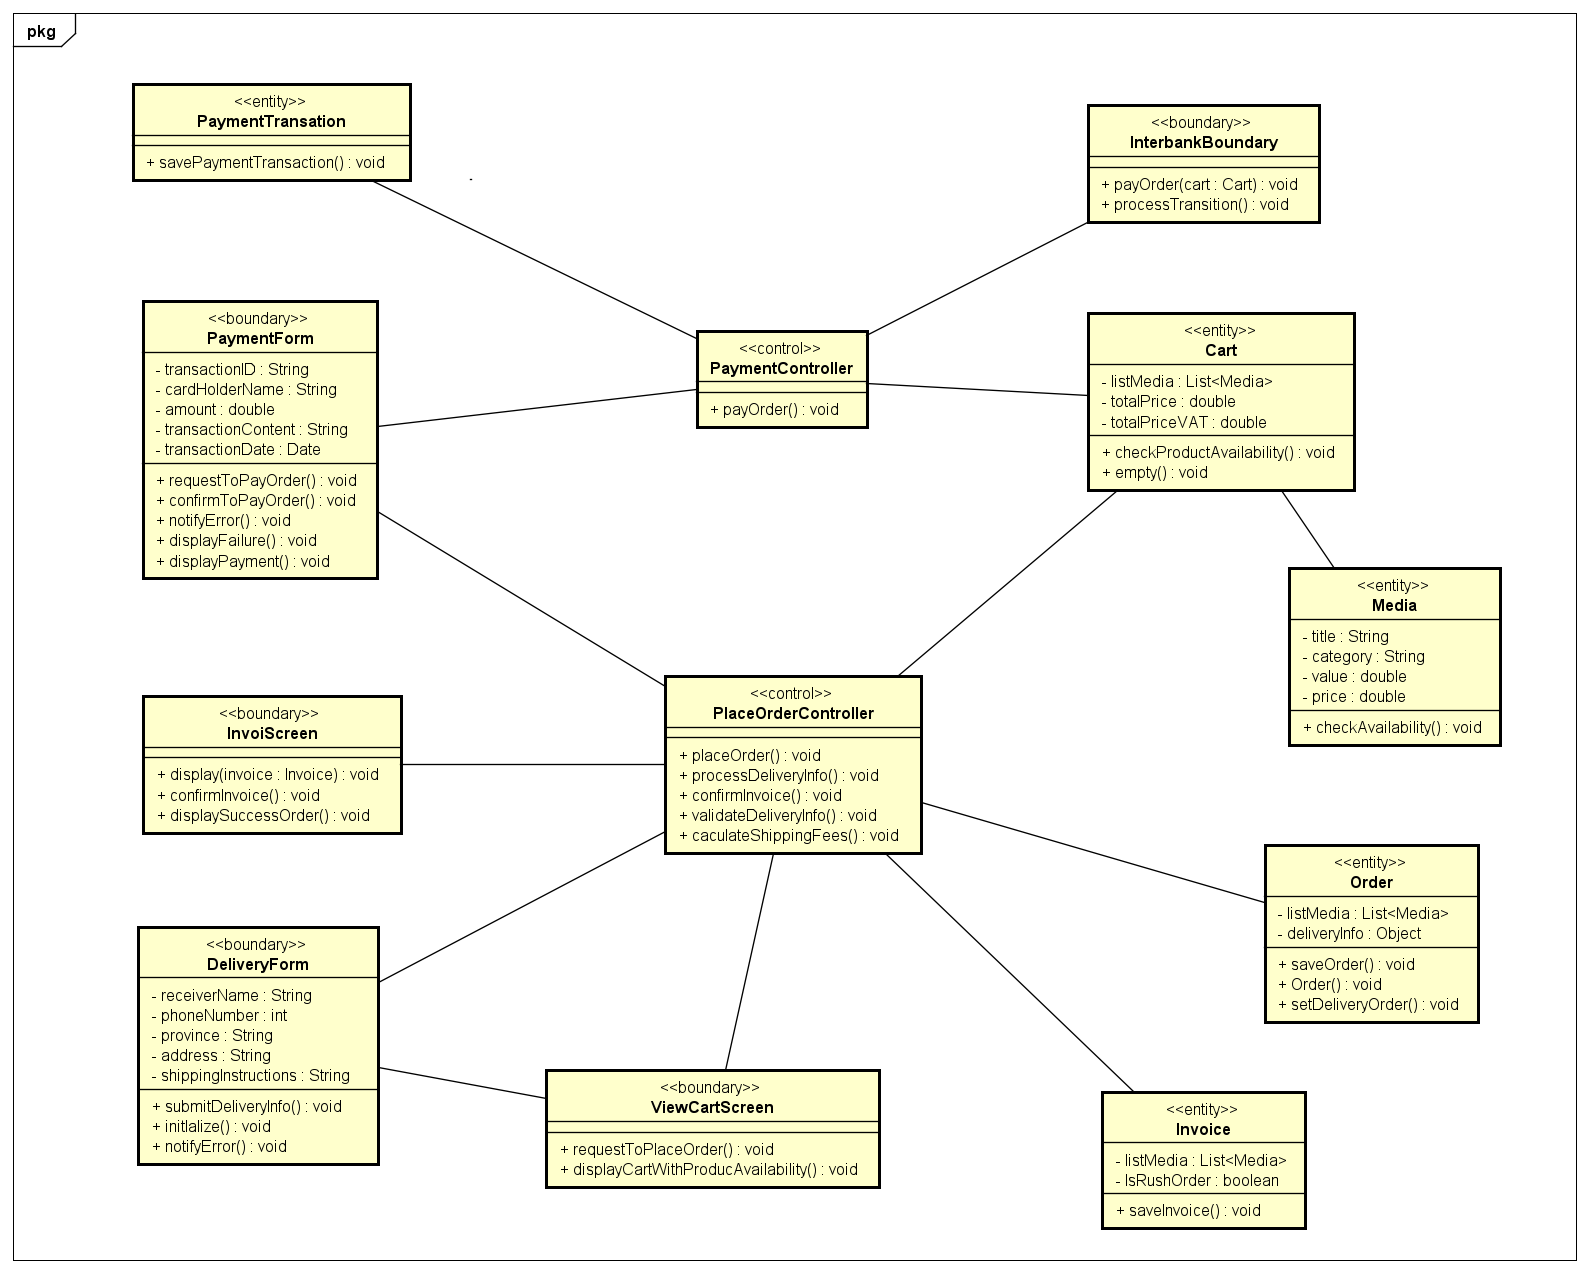 pkg
<<entity>>
PaymentTransation
+ savePaymentTransaction() : void
<<boundary>>
InterbankBoundary
+ payOrder(cart : Cart) : void
+ processTransition() : void
<<boundary>>
PaymentForm
- transactionID : String
- cardHolderName : String
- amount : double
- transactionContent : String
- transactionDate : Date
+ requestToPayOrder() : void
+ confirmToPayOrder() : void
+ notifyError() : void
+ displayFailure() : void
+ displayPayment() : void
<<control>>
PaymentController
+ payOrder() : void
<<entity>>
Cart
- listMedia : List<Media>
- totalPrice : double
- totalPriceVAT : double
+ checkProductAvailability() : void
+ empty() : void
<<entity>>
Media
- title : String
- category : String
- value : double
- price : double
+ checkAvailability() : void
<<boundary>>
InvoiScreen
+ display(invoice : Invoice) : void
+ confirmInvoice() : void
+ displaySuccessOrder() : void
<<control>>
PlaceOrderController
+ placeOrder() : void
+ processDeliveryInfo() : void
+ confirmInvoice() : void
+ validateDeliveryInfo() : void
+ caculateShippingFees() : void
<<entity>>
Order
- listMedia : List<Media>
- deliveryInfo : Object
+ saveOrder() : void
+ Order() : void
+ setDeliveryOrder() : void
<<boundary>>
DeliveryForm
- receiverName : String
- phoneNumber : int
- province : String
- address : String
- shippingInstructions : String
+ submitDeliveryInfo() : void
+ initIalize() : void
+ notifyError() : void
<<boundary>>
ViewCartScreen
+ requestToPlaceOrder() : void
+ displayCartWithProducAvailability() : void
<<entity>>
Invoice
- listMedia : List<Media>
- IsRushOrder : boolean
+ saveInvoice() : void